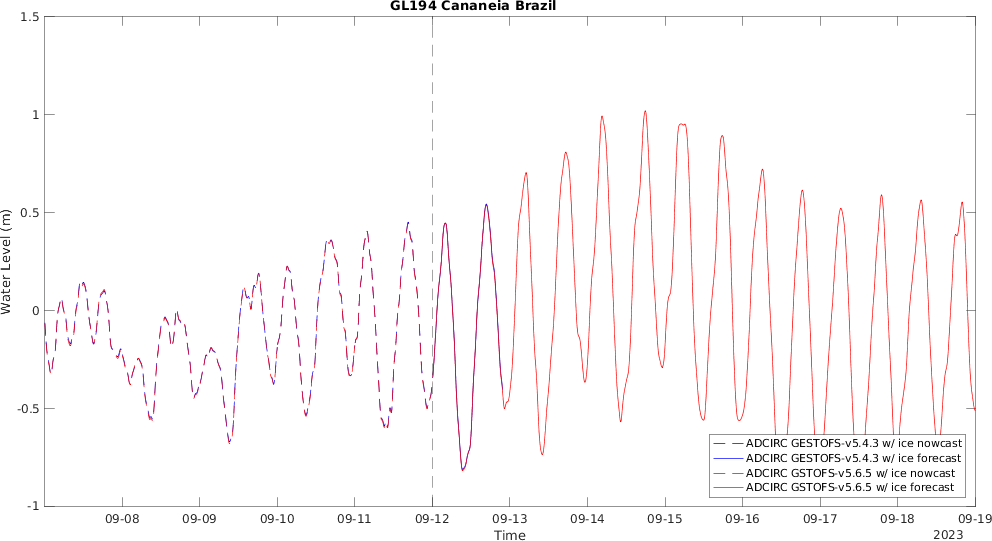 GL194 Cananeia Brazil
1.5
1
0.5
0
-0.5
-1
Water Level (m)
ADCIRC GESTOFS-v5.4.3 w/ ice nowcast
ADCIRC GESTOFS-v5.4.3 w/ ice forecast
ADCIRC GSTOFS-v5.6.5 w/ ice nowcast
ADCIRC GSTOFS-v5.6.5 w/ ice forecast
09-08 09-09 09-10 09-11 09-12 09-13 09-14 09-15 09-16 09-17 09-18 09-19
Time
2023